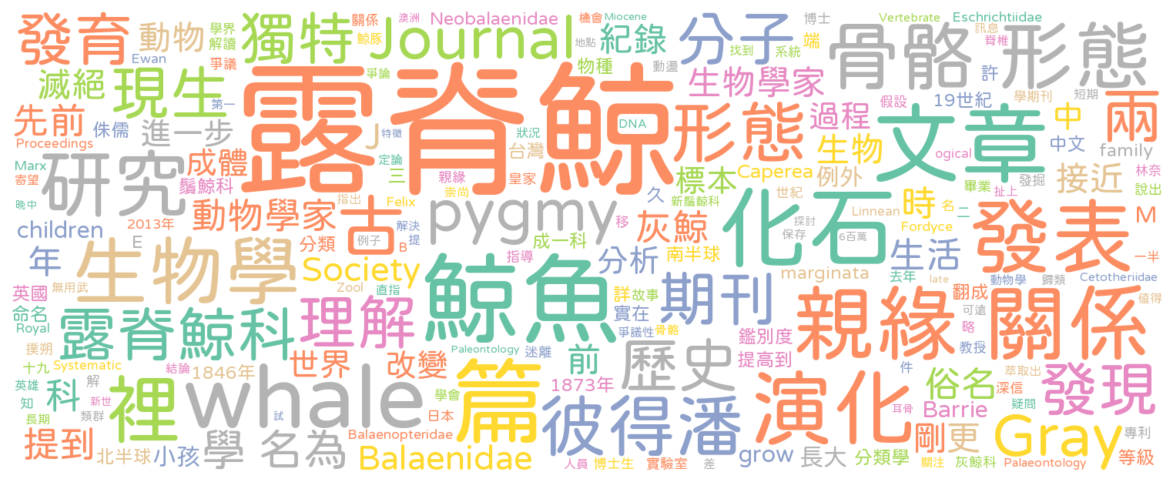 發育
動物
學界
解讀
爭議
Ewan
獨特
關係
鯨豚
澳洲
Journal
Neobalaenidae
機會
Miocene
地點
紀錄
物種
動盪
找到
分子
端
博士
系統
Vertebrate
Eschrichtiidae
訊息
脊椎
骨骼
形態
滅絕
現生
第一
爭論
生物學家
許
假設
19世紀
學期刊
短期
先前
侏儒
進一步
Proceedings
露脊鯨
DNA
形態
過程
中
文章
兩
Marx
寄望
研究
成體
J
特徵
定論
三
狀況
台灣
親緣
崇尚
皇家
生物
例外
ogical
中文
family
畢業
林奈
說出
鬚鯨科
動物學家
古
Felix
pygmy
新鬚鯨科
久
標本
Caperea
世紀
發掘
扯上
接近
晚中
2013年
指出
移
灰鯨
化石
Linnean
時
名
二
Fordyce
發表
M
children
E
例子
解決
提
B
成一科
指導
南半球
探討
保存
6百萬
一半
年
生物學
分類
Society
分析
marginata
生活
去年
動物學
late
Cetotheriidae
英國
無用武
Zool
直指
鯨魚
詳
故事
實在
期刊
親緣
關係
歸類
值得
翻成
可遠
命名
Royal
露脊鯨科
理解
爭議性
骨骼
鑑別度
略
撲朔
世界
改變
Paleontology
迷離
前
歷史
提高到
教授
十九
Systematic
結論
1846年
whale
學會
篇
1873年
演化
件
萃取出
俗名
深信
發現
英雄
知
科
解
新世
裡
日本
彼得潘
耳骨
疑問
Barrie
長期
類群
試
提到
北半球
小孩
學
名為
Balaenopteridae
Balaenidae
人員
博士生
實驗室
差
grow
長大
分類學
關注
剛
更
灰鯨科
Gray
Palaeontology
專利
等級